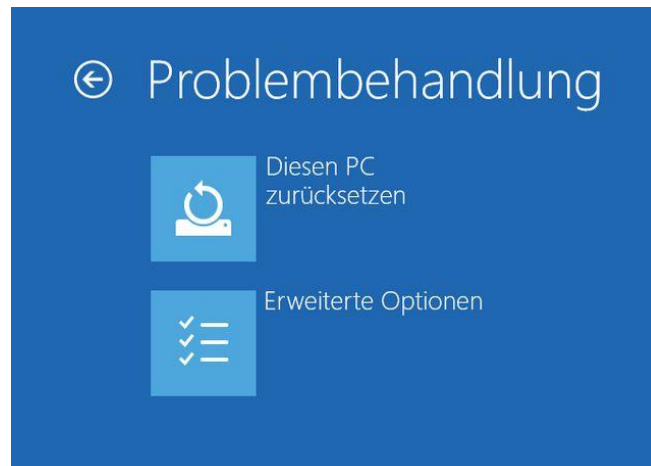 Problembehandlung
Diesen PC
zurücksetzen
Erweiterte Optionen